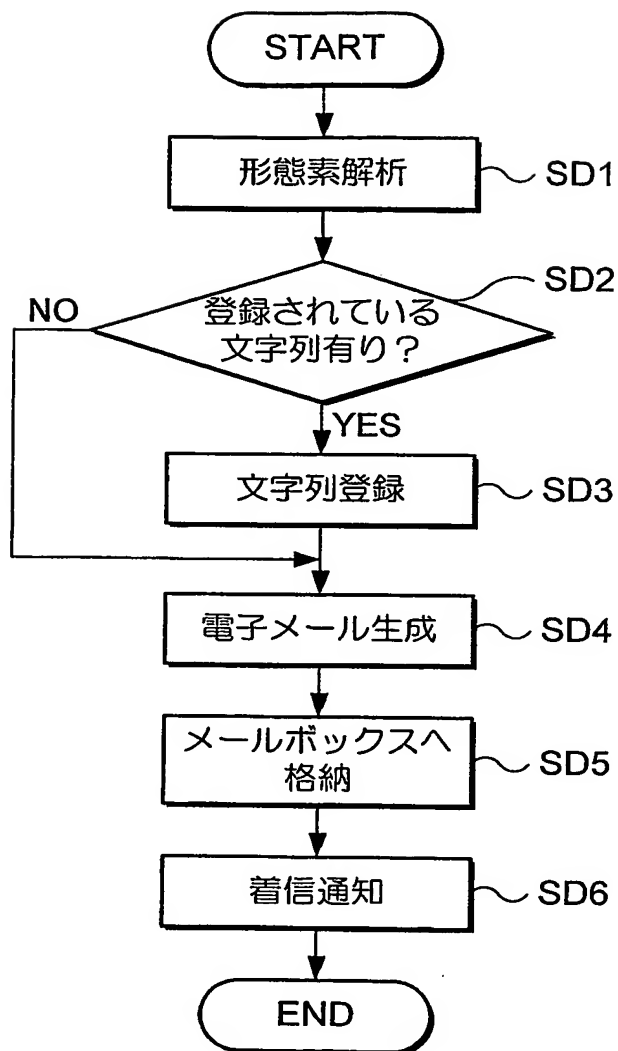 START
形態素解析
SD1
SD2
NO
登録されている
文字列有り？
YES
文字列登録
SD3
電子メール生成
SD4
メールボックスへ
格納
SD5
着信通知
SD6
END